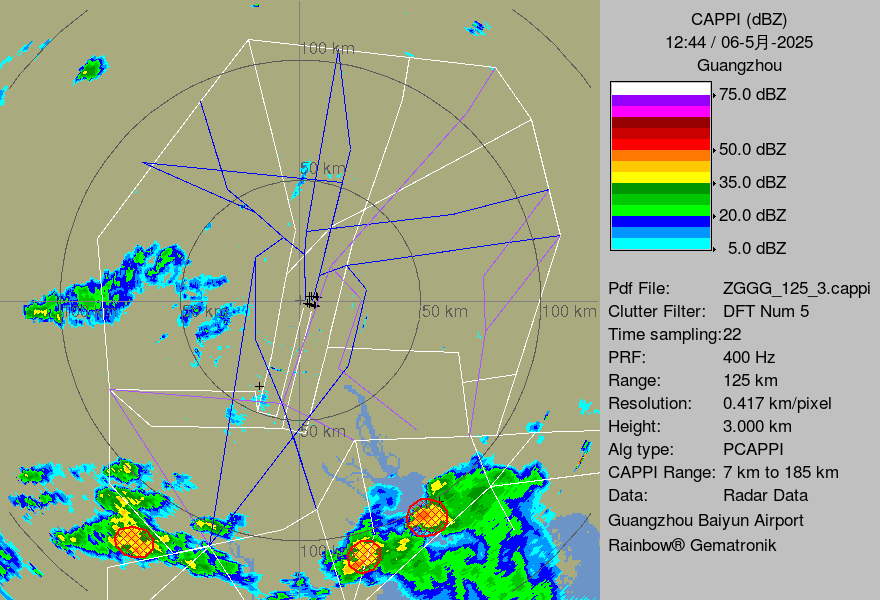 CAPPI (dBZ)
12:44 / 06-5月-2025
Guangzhou
75.0 dBZ
50.0 dBZ
35.0 dBZ
20.0 dBZ
5.0 dBZ
Pdf File: ZGGG_125_3.cappi
Clutter Filter: DFT Num 5
Time sampling:22
PRF: 400 Hz
Range: 125 km
Resolution: 0.417 km/pixel
Height: 3.000 km
Alg type: PCAPPI
CAPPI Range: 7 km to 185 km
Data: Radar Data
Guangzhou Baiyun Airport
Rainbow® Gematronik
100 km
50 km
100 km
50 km
50 km
100 km
50 km
100 km